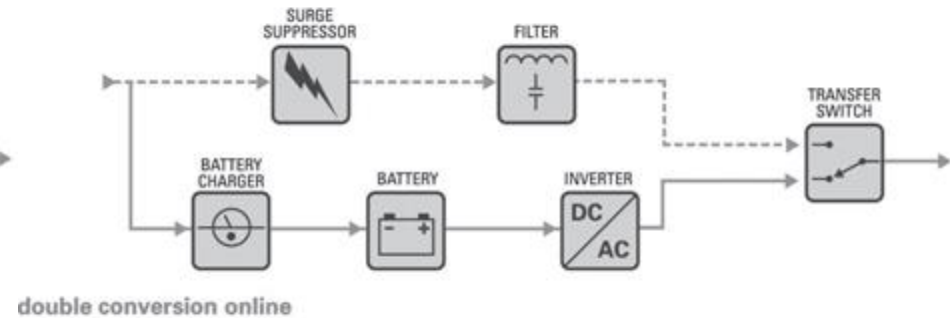 SURGE
SUPPRESSOR
FILTER
TRANSFER
SWITCH
BATTERY
CHARGER
BATTERY
INVERTER
DC
AC
double conversion online